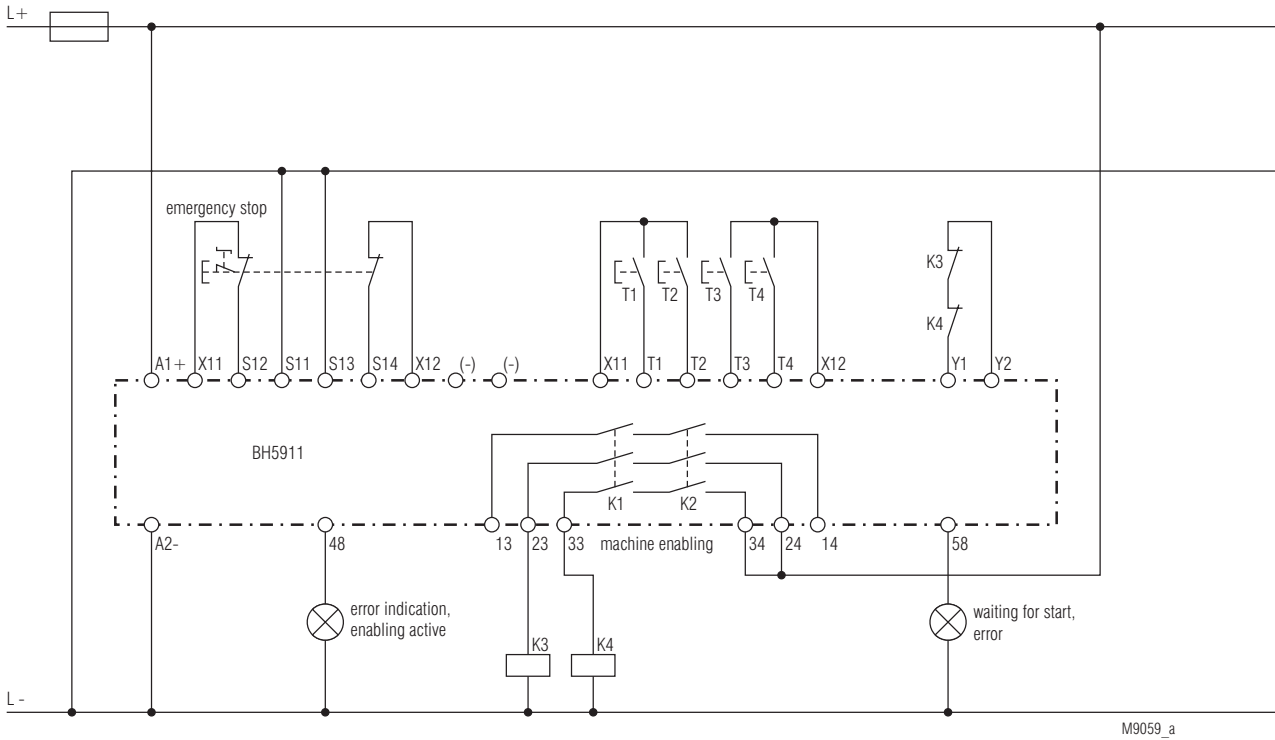 L+
emergency stop
T1 T2 T3 T4
K3
K4
A1+ X11 S12 S11 S13 S14 X12 (-) (-) X11 T1 T2 T3 T4 X12 Y1 Y2
BH5911
K1 K2
A2- 48 13 23 33 machine enabling 34 24 14 58
error indication,
enabling active
waiting for start,
error
K3 K4
L -
M9059_a